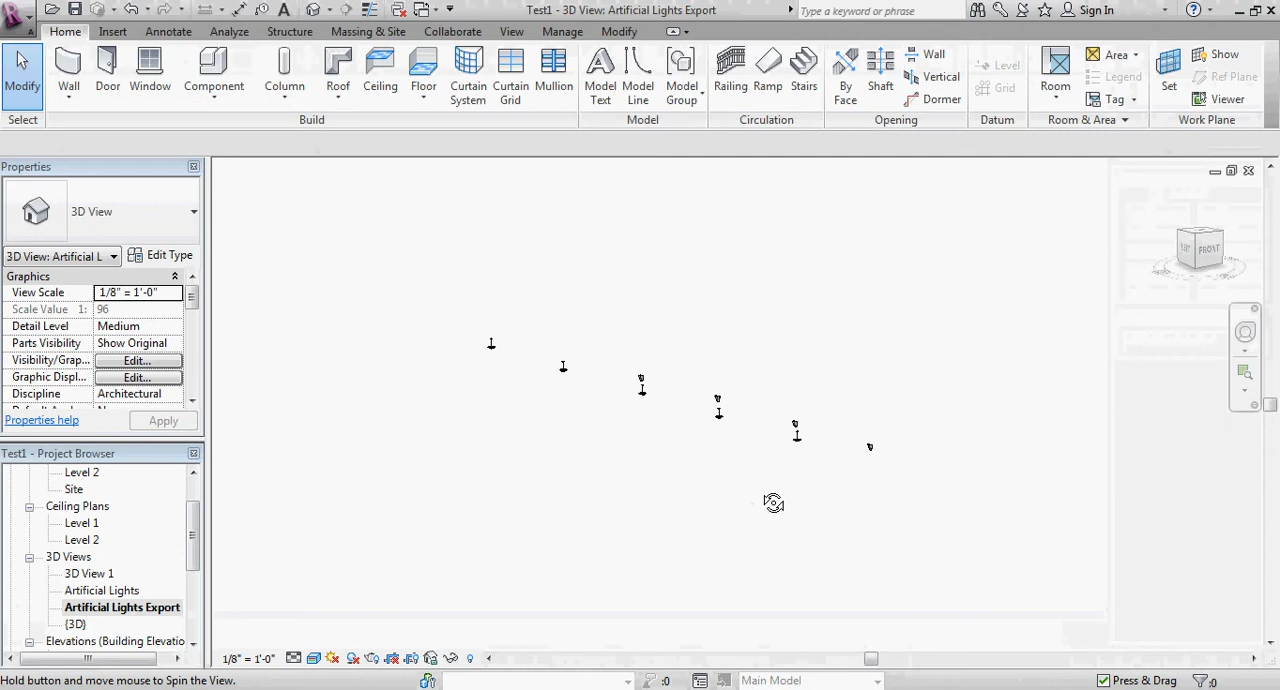 Test1 - 3D View: Artificial Lights Export
Type a keyword or phrase
Sign In
Home Insert Annotate Analyze Structure Massing & Site Collaborate View Manage Modify
Modify
Wall
Door
Window
Component
Column
Roof
Ceiling
Floor
Curtain System
Curtain Grid
Mullion
Model Text
Model Line
Model Group
Railing
Ramp
Stairs
By Face
Shaft
Wall
Vertical
Dormer
Level
Grid
Room
Area
Legend
Tag
Set
Show
Ref Plane
Viewer
Select Build Model Circulation Opening Datum Room & Area Work Plane
Properties
3D View
3D View: Artificial L
Edit Type
Graphics
View Scale 1/8" = 1'-0"
Scale Value 1: 96
Detail Level Medium
Parts Visibility Show Original
Visibility/Grap... Edit...
Graphic Displ... Edit...
Discipline Architectural
Properties help Apply
Test1 - Project Browser
Level 2
Site
Ceiling Plans
Level 1
Level 2
3D Views
3D View 1
Artificial Lights
Artificial Lights Export
{3D}
Elevations (Building Elevatio
FRONT
1/8" = 1'-0"
Hold button and move mouse to Spin the View.
:0
Main Model
Press & Drag
:0